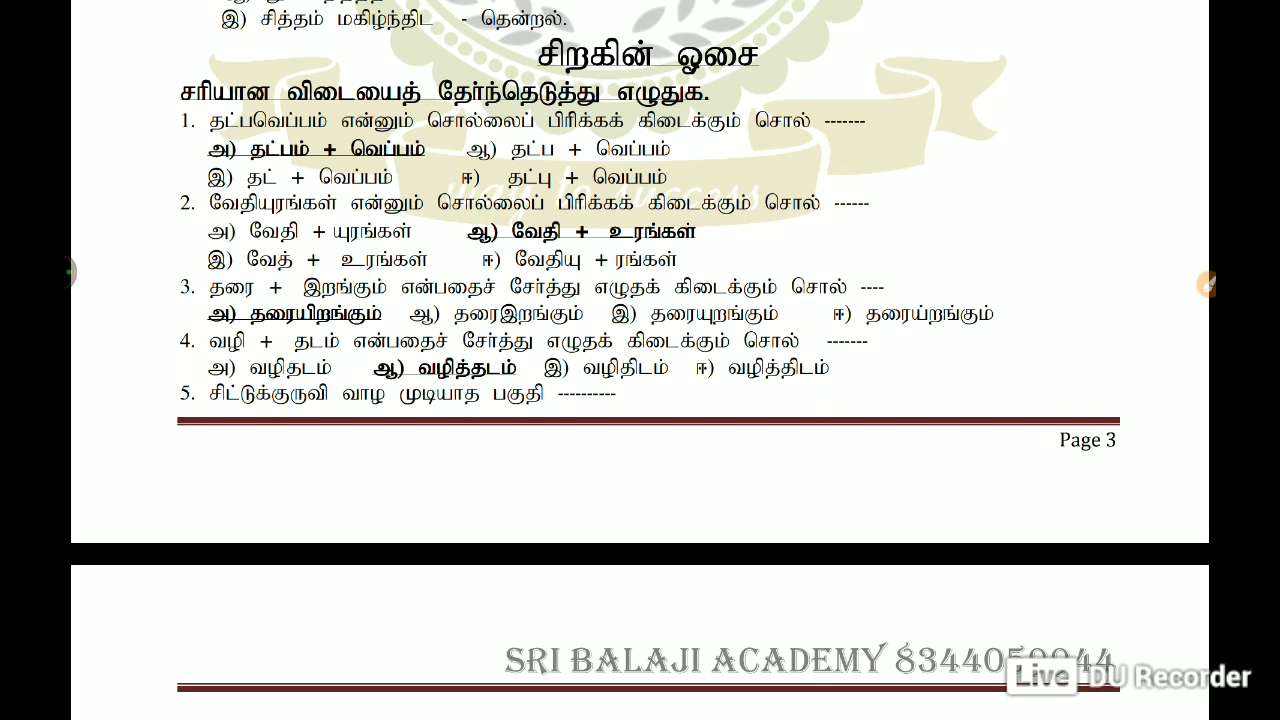 இ) சித்தம் மகிழ்ந்திட - தென்றல்.
சிறகின் ஓசை
சரியான விடையைத் தேர்ந்தெடுத்து எழுதுக.
1. தட்பவெப்பம் என்னும் சொல்லைப் பிரிக்கக் கிடைக்கும் சொல் -------
அ) தட்பம் + வெப்பம் ஆ) தட்ப + வெப்பம்
இ) தட் + வெப்பம் ஈ) தட்பு + வெப்பம்
way to success
2. வேதியுரங்கள் என்னும் சொல்லைப் பிரிக்கக் கிடைக்கும் சொல் ------
அ) வேதி + யுரங்கள் ஆ) வேதி + உரங்கள்
இ) வேத் + உரங்கள் ஈ) வேதியு + ரங்கள்
3. தரை + இறங்கும் என்பதைச் சேர்த்து எழுதக் கிடைக்கும் சொல் ----
அ) தரையிறங்கும் ஆ) தரைஇறங்கும் இ) தரையுறங்கும் ஈ) தரைய்றங்கும்
4. வழி + தடம் என்பதைச் சேர்த்து எழுதக் கிடைக்கும் சொல் -------
அ) வழிதடம் ஆ) வழித்தடம் இ) வழிதிடம் ஈ) வழித்திடம்
5. சிட்டுக்குருவி வாழ முடியாத பகுதி ----------
Page 3
SRI BALAJI ACADEMY
Live DU Recorder